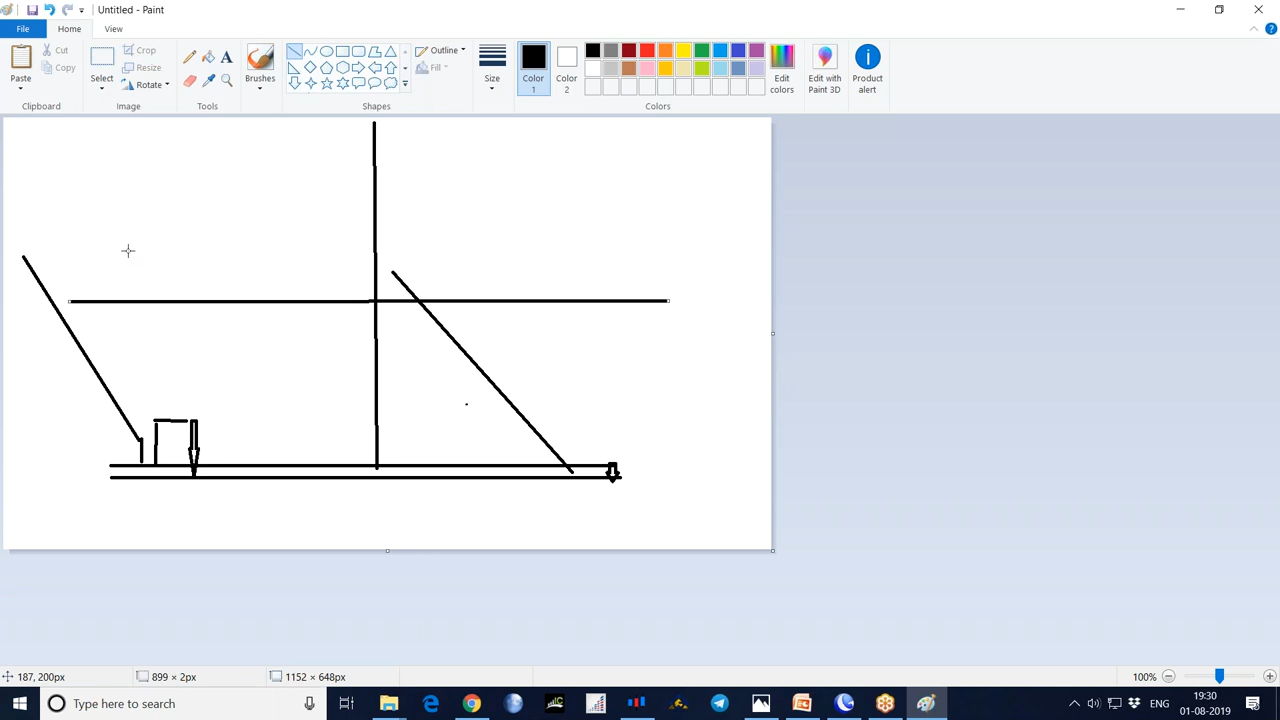 Untitled - Paint
File
Home
View
Paste
Cut
Copy
Clipboard
Select
Crop
Resize
Rotate
Image
Tools
Brushes
Outline
Fill
Shapes
Size
Color
1
Color
2
Edit
colors
Colors
Edit with
Paint 3D
Product
alert
187, 200px
899 × 2px
1152 × 648px
100%
Type here to search
ENG
19:30
01-08-2019